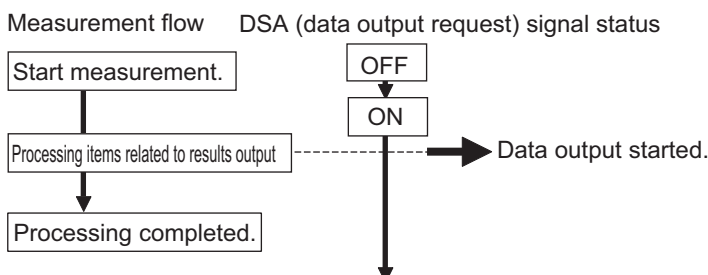 Measurement flow
DSA (data output request) signal status
Start measurement.
OFF
ON
Processing items related to results output
Data output started.
Processing completed.